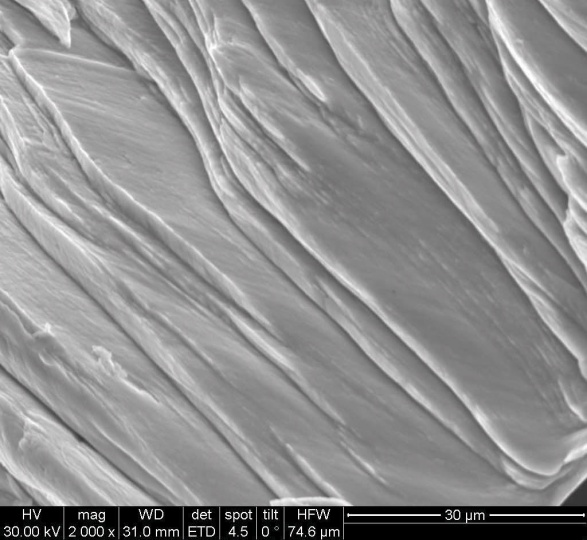 HV mag WD det spot tilt HFW
30.00 kV 2 000 x 31.0 mm ETD 4.5 0 ° 74.6 µm
30 µm